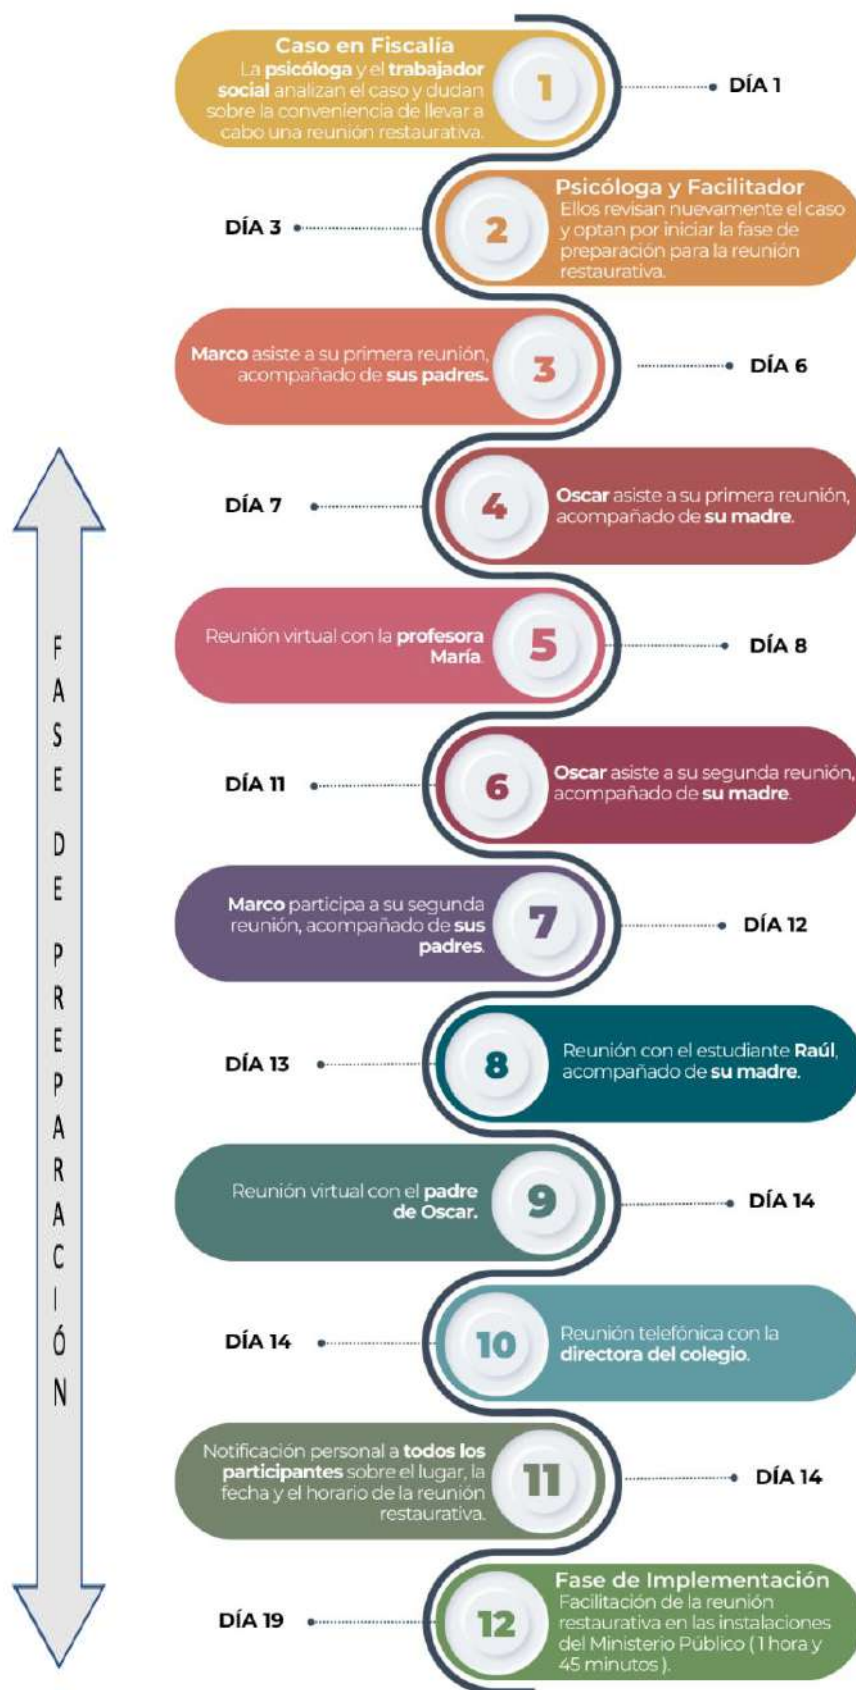 Caso en Fiscalía
La psicóloga y el trabajador
social analizan el caso y dudan
sobre la conveniencia de llevar a
cabo una reunión restaurativa.
1
DÍA 1
DÍA 3
2
Psicóloga y Facilitador
Ellos revisan nuevamente el caso
y optan por iniciar la fase de
preparación para la reunión
restaurativa.
Marco asiste a su primera reunión,
acompañado de sus padres.
3
DÍA 6
DÍA 7
4
Oscar asiste a su primera reunión,
acompañado de su madre.
Reunión virtual con la profesora
María.
5
DÍA 8
DÍA 11
6
Oscar asiste a su segunda reunión,
acompañado de su madre.
Marco participa a su segunda
reunión, acompañado de sus
padres.
7
DÍA 12
DÍA 13
8
Reunión con el estudiante Raúl,
acompañado de su madre.
Reunión virtual con el padre
de Oscar.
9
DÍA 14
DÍA 14
10
Reunión telefónica con la
directora del colegio.
Notificación personal a todos los
participantes sobre el lugar, la
fecha y el horario de la reunión
restaurativa.
11
DÍA 14
DÍA 19
12
Fase de Implementación
Facilitación de la reunión
restaurativa en las instalaciones
del Ministerio Público ( 1 hora y
45 minutos ).
FASE DE PREPARACIÓN